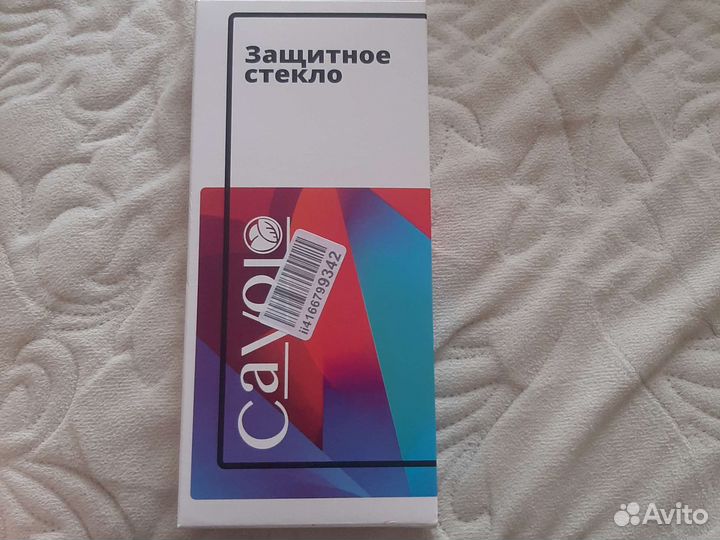 Защитное
стекло
cavolo
ii4166799342
Avito